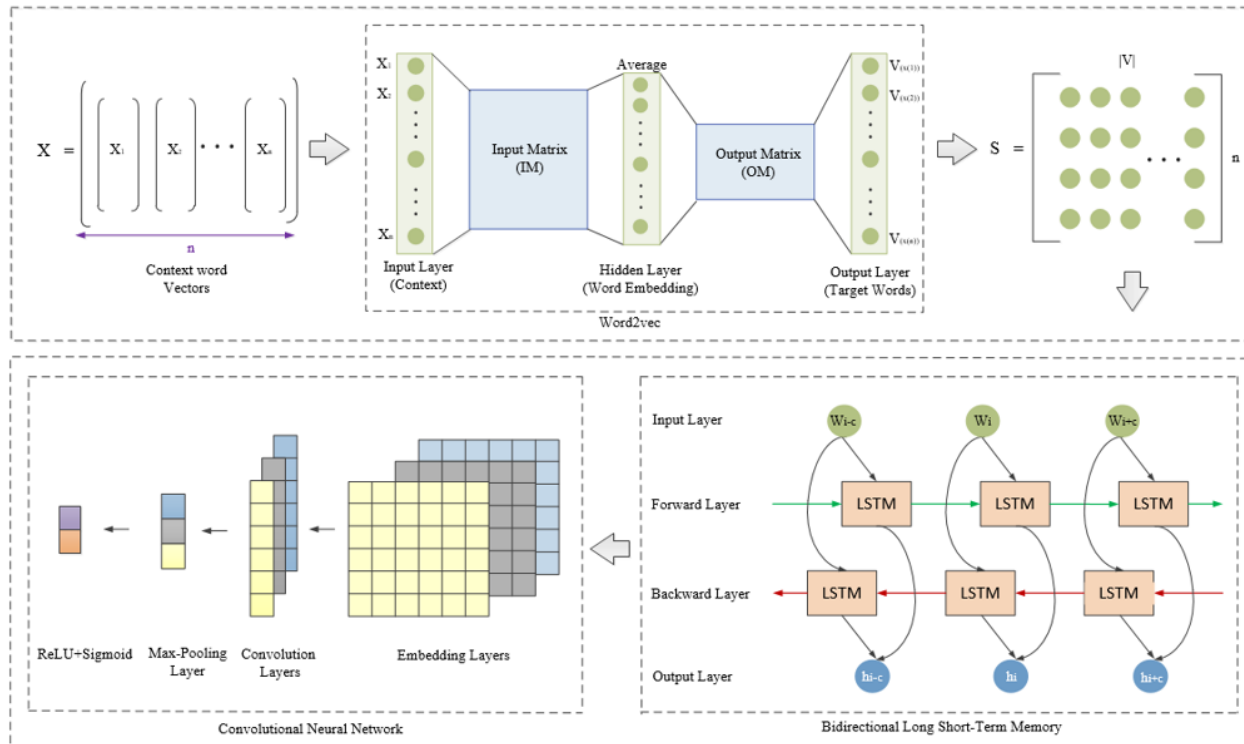 X = X₁ X₂ Xₙ
n
Context word
Vectors
X₁
X₂
Xₙ
Input Layer
(Context)
Input Matrix
(IM)
Average
Hidden Layer
(Word Embedding)
Output Matrix
(OM)
V(x(1))
V(x(2))
V(x(n))
Output Layer
(Target Words)
Word2vec
|V|
S =
n
Input Layer
Wi-c Wi Wi+c
Forward Layer
LSTM LSTM LSTM
Backward Layer
LSTM LSTM LSTM
Output Layer
hi-c hi hi+c
Bidirectional Long Short-Term Memory
ReLU+Sigmoid
Max-Pooling
Layer
Convolution
Layers
Embedding Layers
Convolutional Neural Network